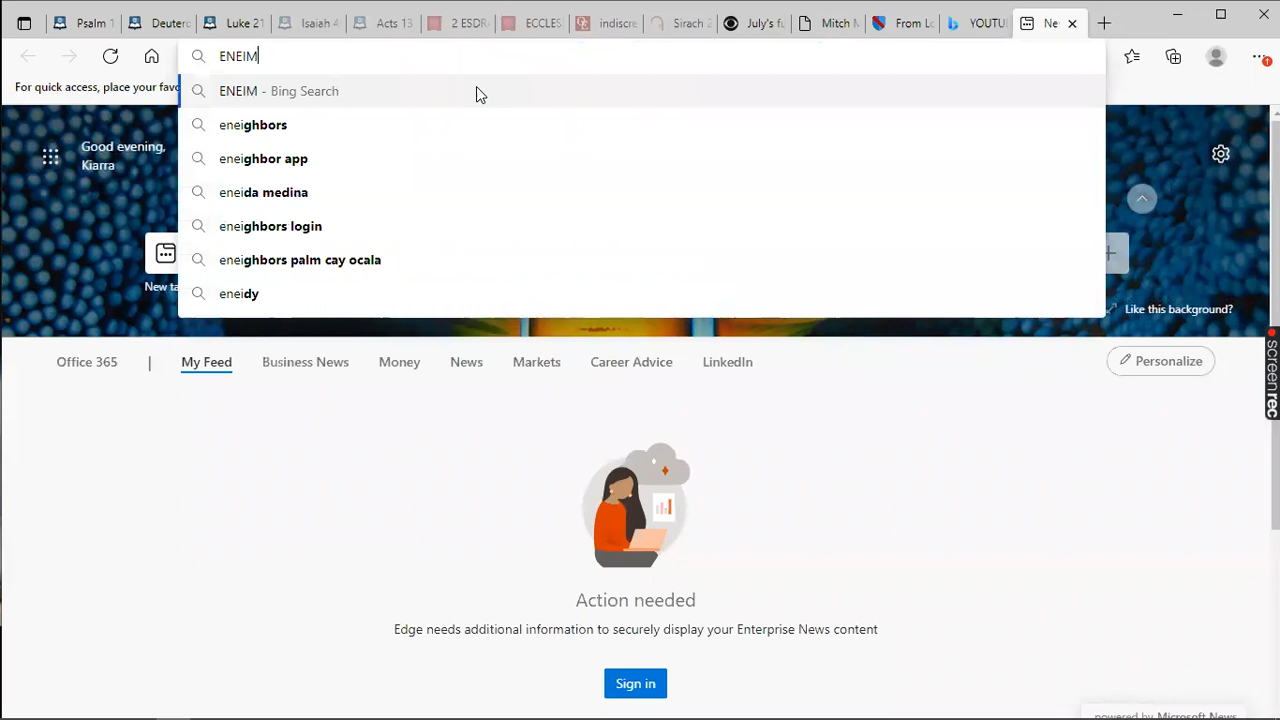 Psalm 1 Deuter Luke 21 Isaiah 4 Acts 13 2 ESDR ECCLES indiscre Sirach 2 July's fu Mitch M From Lo YOUTU Ne
ENEIM
For quick access, place your favo
ENEIM - Bing Search
eneighbors
eneighbor app
eneida medina
eneighbors login
eneighbors palm cay ocala
eneidy
Good evening,
Kiarra
New ta
Like this background?
Office 365 | My Feed Business News Money News Markets Career Advice LinkedIn
Personalize
screenrec
Action needed
Edge needs additional information to securely display your Enterprise News content
Sign in
powered by Microsoft News